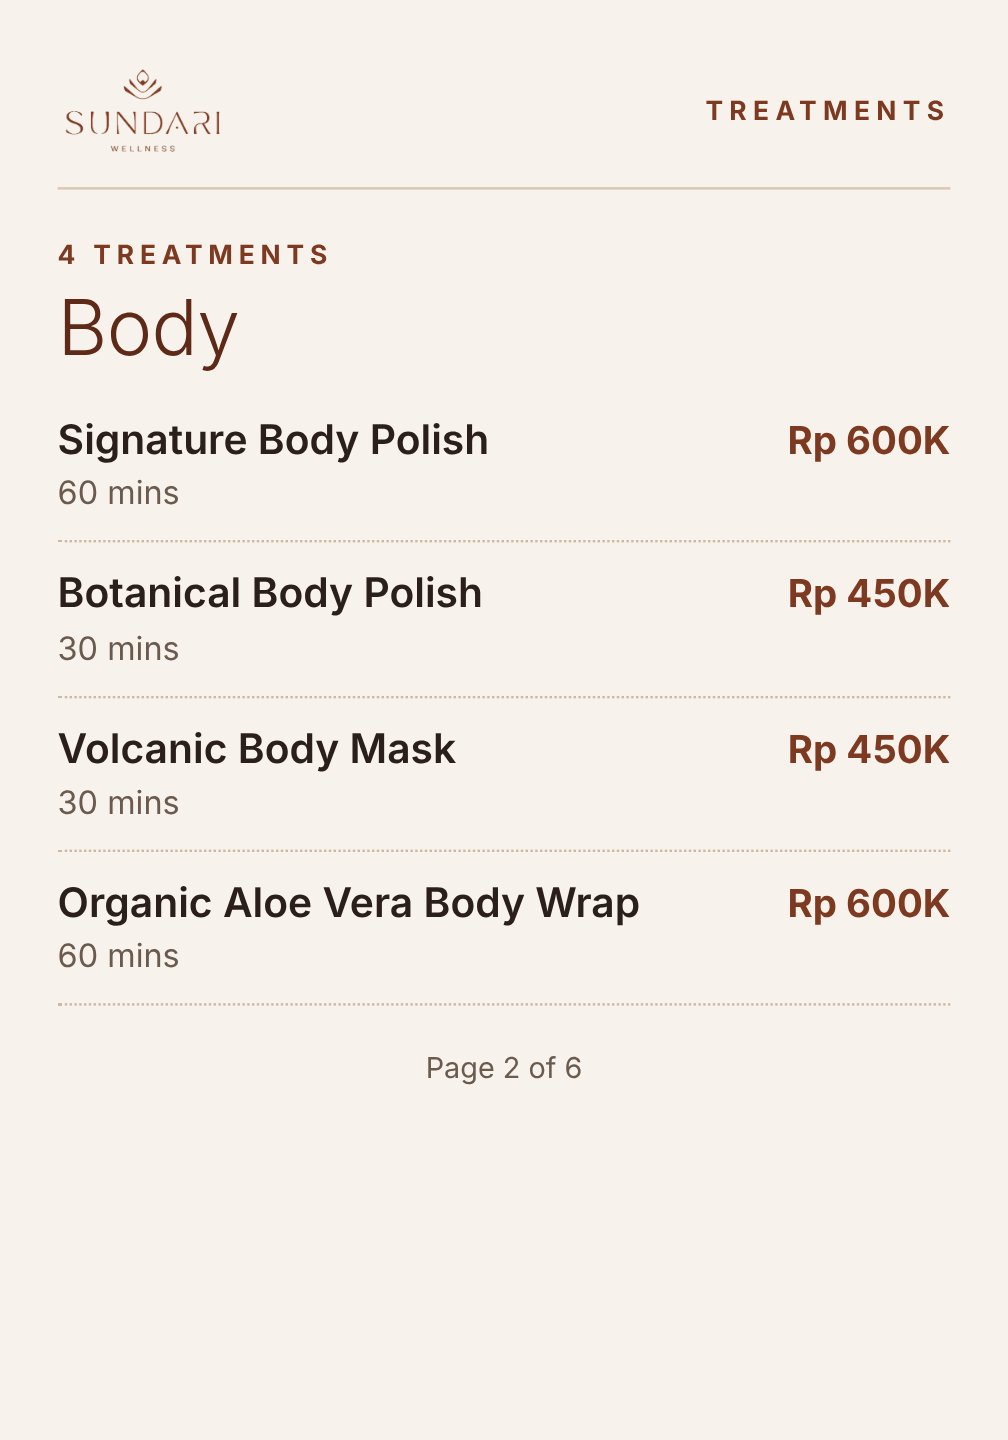 SUNDARI
WELLNESS
TREATMENTS
4 TREATMENTS
Body
Signature Body Polish Rp 600K
60 mins
Botanical Body Polish Rp 450K
30 mins
Volcanic Body Mask Rp 450K
30 mins
Organic Aloe Vera Body Wrap Rp 600K
60 mins
Page 2 of 6